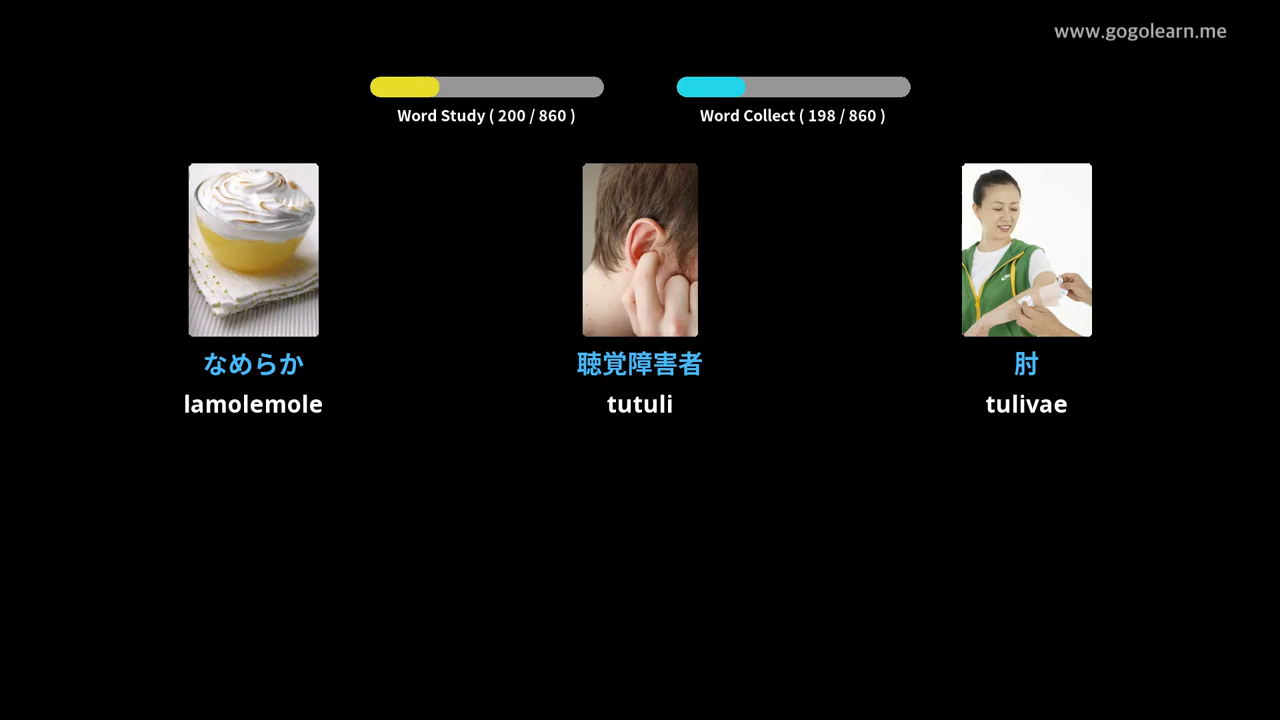 www.gogolearn.me
Word Study ( 200 / 860 )
Word Collect ( 198 / 860 )
なめらか
聴覚障害者
肘
lamolemole
tutuli
tulivae